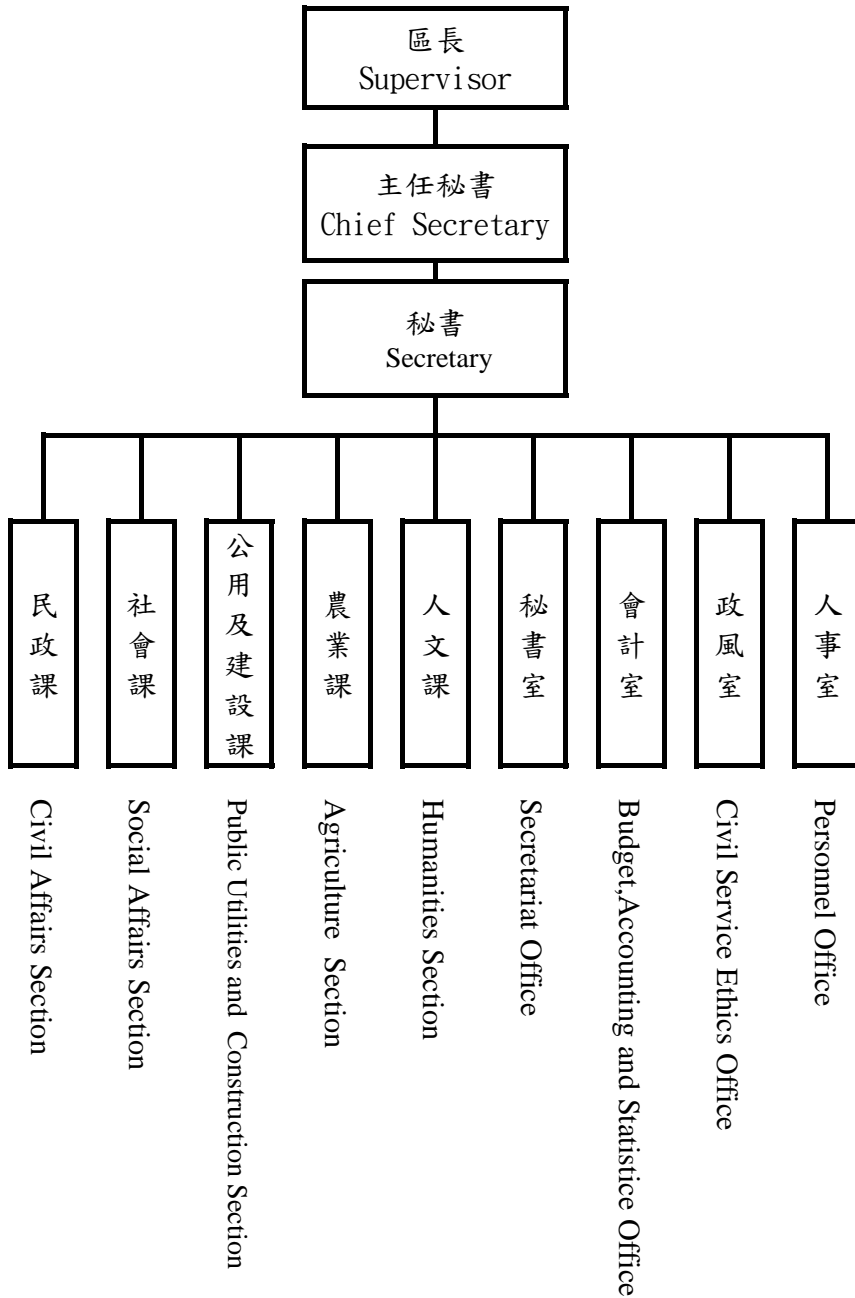 區長
Supervisor
主任秘書
Chief Secretary
秘書
Secretary
民政課
社會課
公用及建設課
農業課
人文課
秘書室
會計室
政風室
人事室
Civil Affairs Section
Social Affairs Section
Public Utilities and Construction Section
Agriculture Section
Humanities Section
Secretariat Office
Budget,Accounting and Statistice Office
Civil Service Ethics Office
Personnel Office